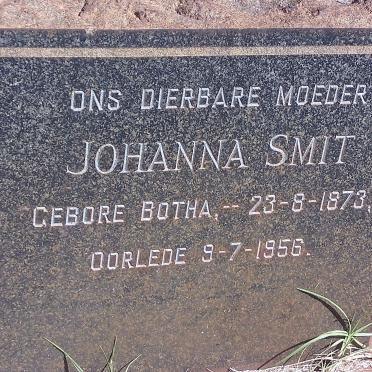 ONS DIERBARE MOEDER
JOHANNA SMIT
GEBORE BOTHA, -- 23-8-1873,
OORLEDE 9-7-1956.